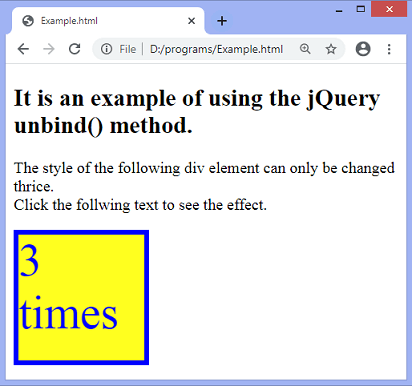 Example.html
File | D:/programs/Example.html
It is an example of using the jQuery
unbind() method.
The style of the following div element can only be changed
thrice.
Click the follwing text to see the effect.
3
times